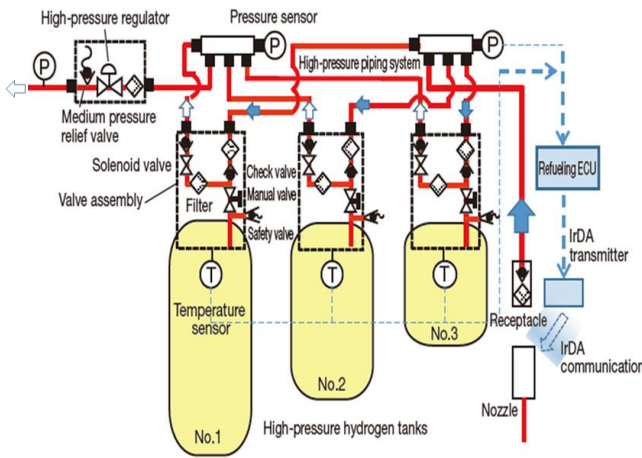 High-pressure regulator
Pressure sensor
P
P
P
High-pressure piping system
Medium pressure
relief valve
Solenoid valve
Valve assembly
Filter
Check valve
Manual valve
Safety valve
Refueling ECU
IrDA
transmitter
T
T
T
Temperature
sensor
No.1
No.2
No.3
Receptacle
IrDA
communication
Nozzle
High-pressure hydrogen tanks